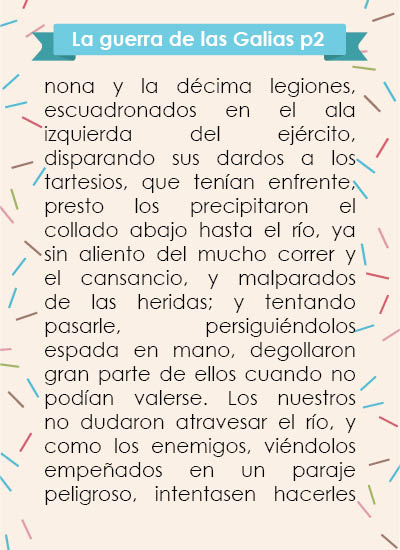 La guerra de las Galias p2
nona y la décima legiones,
escuadronados en el ala
izquierda del ejército,
disparando sus dardos a los
tartesios, que tenían enfrente,
presto los precipitaron el
collado abajo hasta el río, ya
sin aliento del mucho correr y
el cansancio, y malparados
de las heridas; y tentando
pasarle, persiguiéndolos
espada en mano, degollaron
gran parte de ellos cuando no
podían valerse. Los nuestros
no dudaron atravesar el río, y
como los enemigos, viéndolos
empeñados en un paraje
peligroso, intentasen hacerles